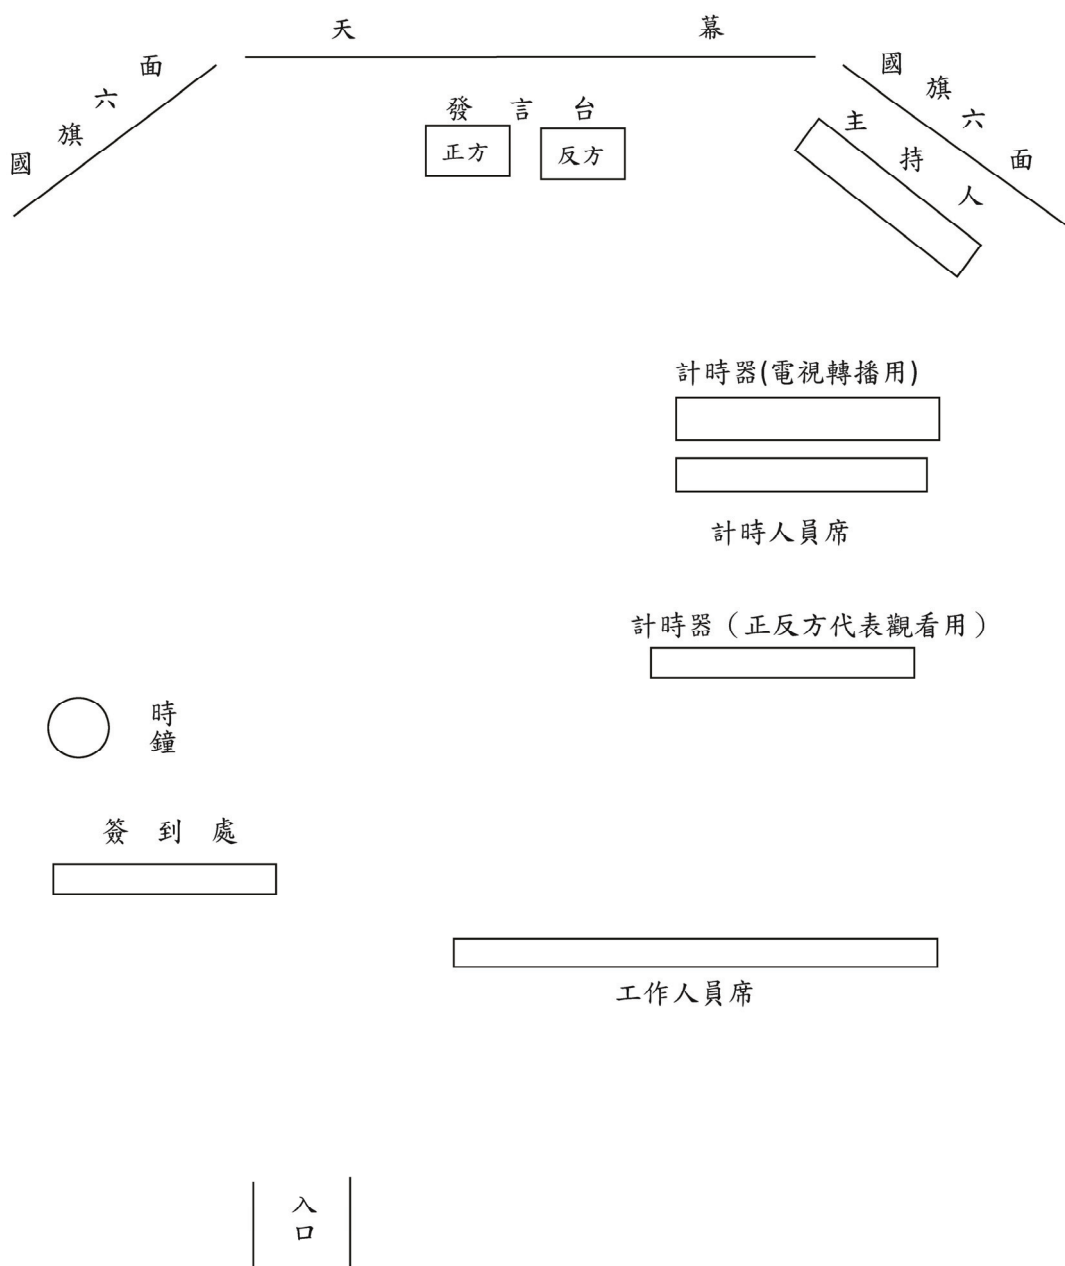 天 幕
國旗六面
國旗六面
發言台
正方
反方
主持人
計時器(電視轉播用)
計時人員席
計時器（正反方代表觀看用）
時鐘
簽到處
工作人員席
入口